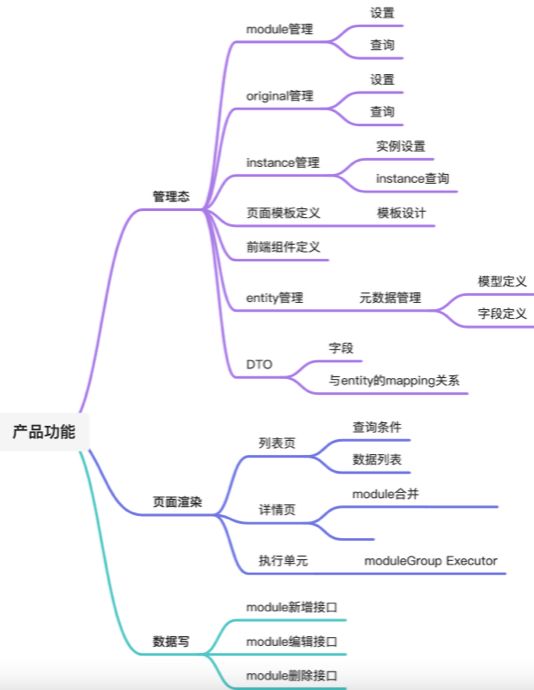 产品功能
管理态
module管理
设置
查询
original管理
设置
查询
instance管理
实例设置
instance查询
页面模板定义
模板设计
前端组件定义
entity管理
元数据管理
模型定义
字段定义
DTO
字段
与entity的mapping关系
页面渲染
列表页
查询条件
数据列表
详情页
module合并
执行单元
moduleGroup Executor
数据写
module新增接口
module编辑接口
module删除接口